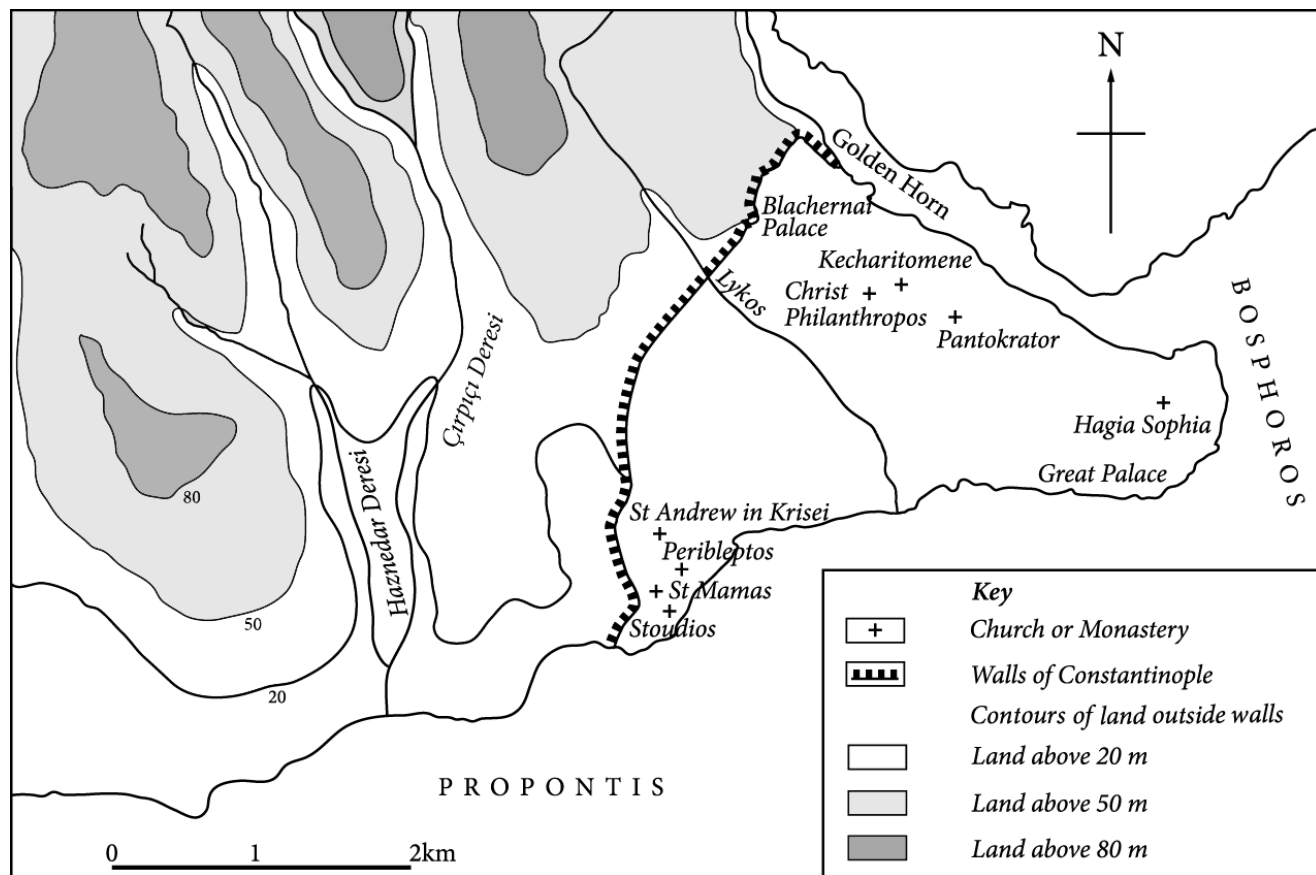 N
Golden Horn
Blachernai
Palace
Kecharitomene
Lykos
Christ
Philanthropos
Pantokrator
BOSPHOROS
Çırpıçı Deresi
Hagia Sophia
80
Great Palace
Haznedar Deresi
St Andrew in Krisei
Peribleptos
St Mamas
50
Stoudios
20
PROPONTIS
0 1 2km
Key
Church or Monastery
Walls of Constantinople
Contours of land outside walls
Land above 20 m
Land above 50 m
Land above 80 m